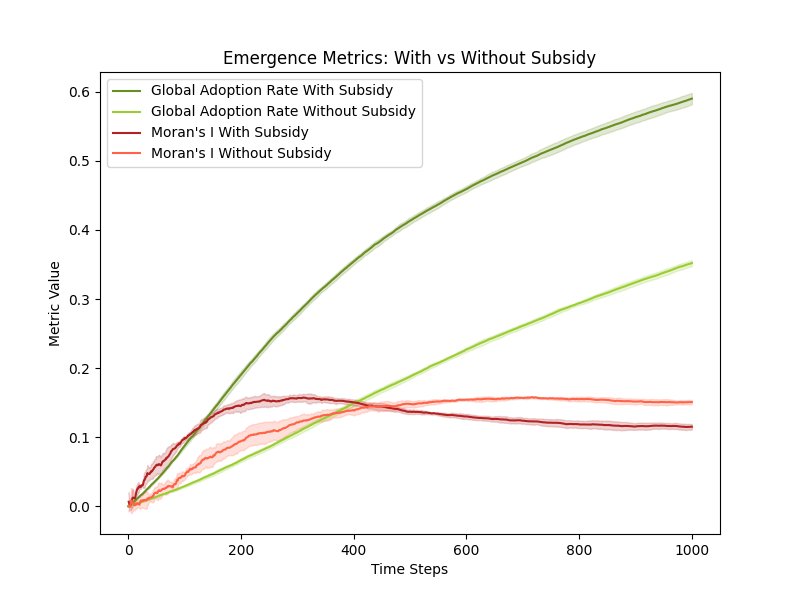 Emergence Metrics: With vs Without Subsidy
Global Adoption Rate With Subsidy
Global Adoption Rate Without Subsidy
Moran's I With Subsidy
Moran's I Without Subsidy
Metric Value
0.6
0.5
0.4
0.3
0.2
0.1
0.0
0 200 400 600 800 1000
Time Steps